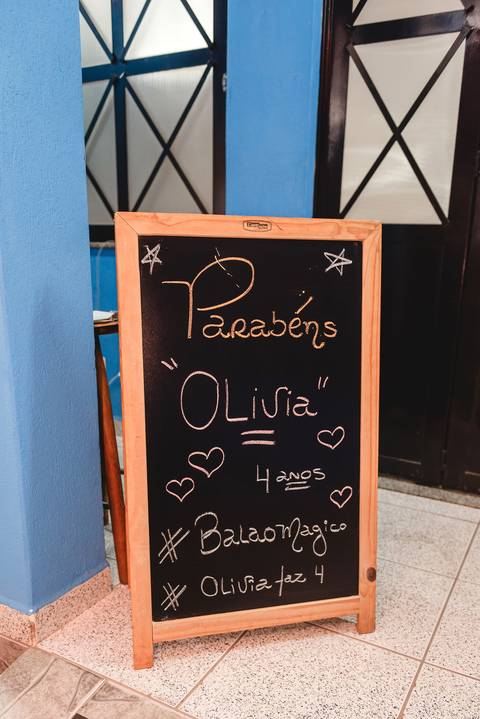 Parabéns
"Olivia"
4 anos
# BalaoMagico
# Olivia faz 4